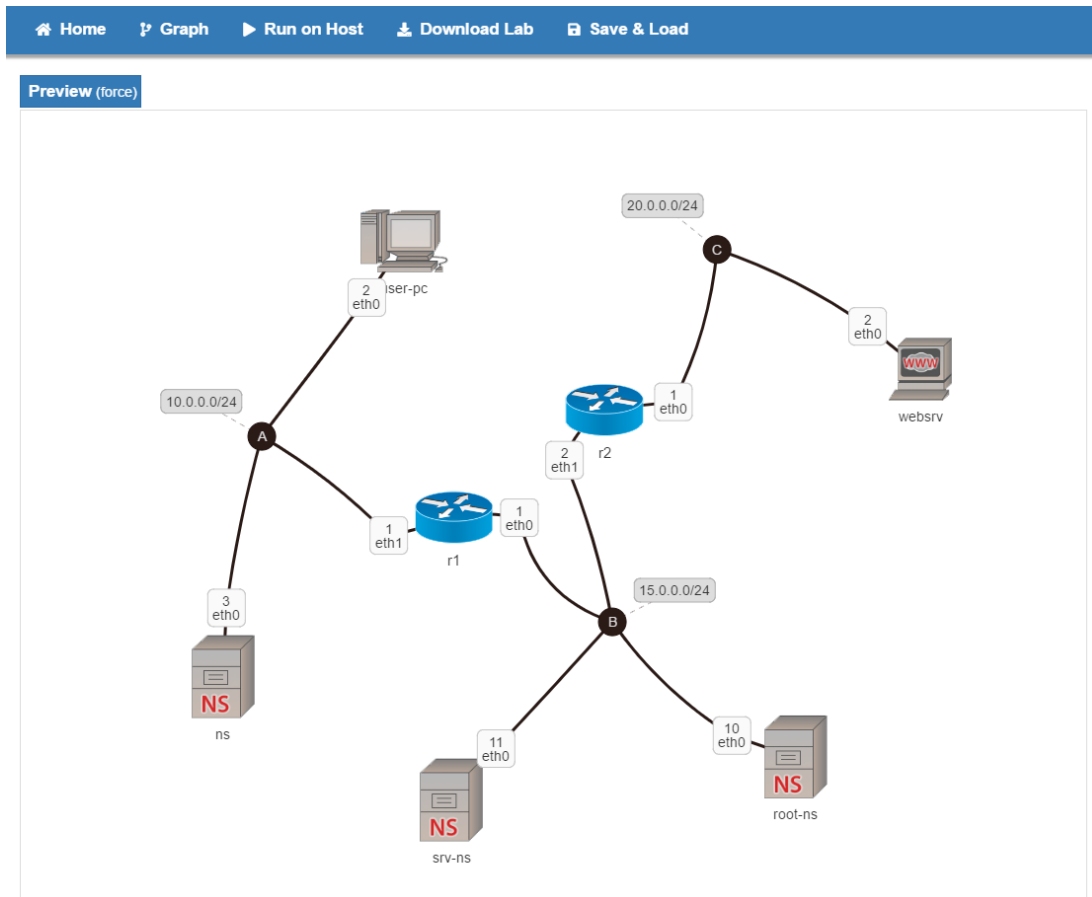 Home Graph Run on Host Download Lab Save & Load
Preview (force)
20.0.0.0/24
C
2
eth0
ser-pc
2
eth0
WWW
websrv
10.0.0.0/24
A
1
eth0
r2
2
eth1
1
eth0
1
eth1
r1
15.0.0.0/24
B
3
eth0
NS
ns
10
eth0
11
eth0
NS
root-ns
NS
srv-ns